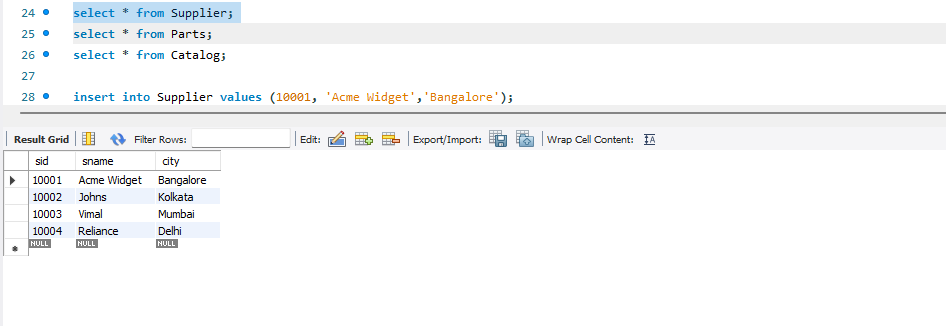 24 select * from Supplier;
25 select * from Parts;
26 select * from Catalog;
27
28 insert into Supplier values (10001, 'Acme Widget','Bangalore');
Result Grid Filter Rows: Edit: Export/Import: Wrap Cell Content: IA
sid sname city
10001 Acme Widget Bangalore
10002 Johns Kolkata
10003 Vimal Mumbai
10004 Reliance Delhi
NULL NULL NULL